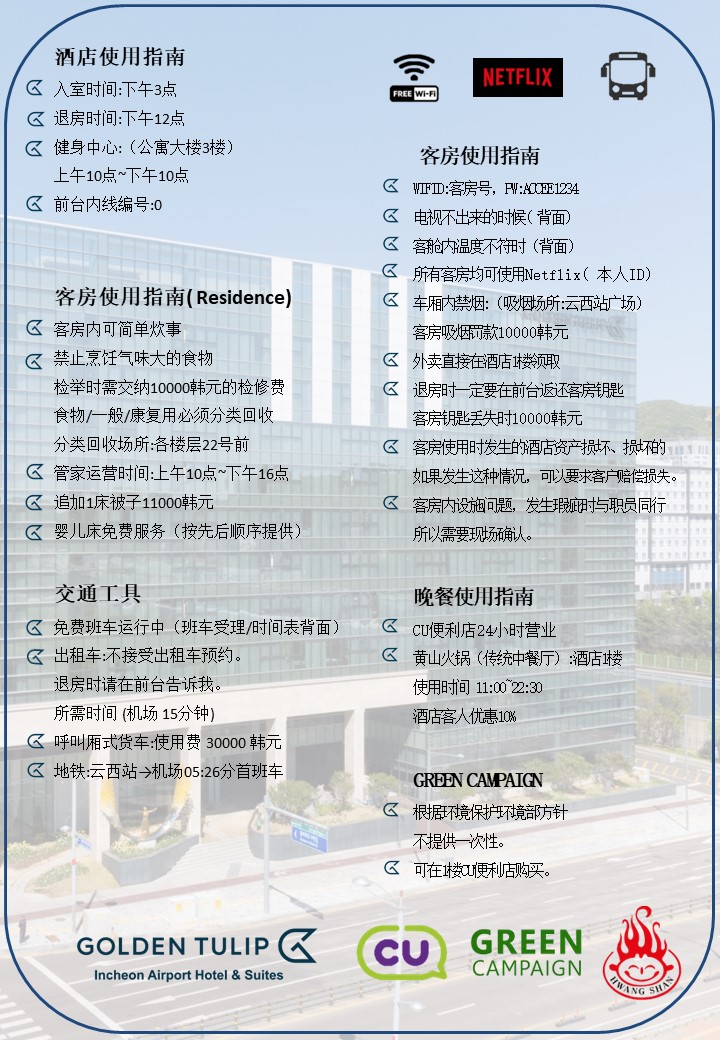 酒店使用指南
入室时间:下午3点
退房时间:下午12点
健身中心:（公寓大楼3楼）
上午10点~下午10点
前台内线编号:0
客房使用指南( Residence)
客房内可简单炊事
禁止烹饪气味大的食物
检举时需交纳10000韩元的检修费
食物/一般/康复用必须分类回收
分类回收场所:各楼层22号前
管家运营时间:上午10点~下午16点
追加1床被子11000韩元
婴儿床免费服务（按先后顺序提供）
交通工具
免费班车运行中（班车受理/时间表背面）
出租车:不接受出租车预约。
退房时请在前台告诉我。
所需时间 (机场 15分钟)
呼叫厢式货车:使用费 30000 韩元
地铁:云西站→机场05:26分首班车
FREE Wi-Fi
NETFLIX
客房使用指南
WIFI ID:客房号，PW:ACCEE1234
电视不出来的时候( 背面)
客舱内温度不符时（背面）
所有客房均可使用Netflix( 本人ID)
车厢内禁烟:（吸烟场所:云西站广场）
客房吸烟罚款10000韩元
外卖直接在酒店1楼领取
退房时一定要在前台返还客房钥匙
客房钥匙丢失时10000韩元
客房使用时发生的酒店资产损坏、损坏的
如果发生这种情况，可以要求客户赔偿损失。
客房内设施问题，发生瑕疵时与职员同行
所以需要现场确认。
晚餐使用指南
CU便利店24小时营业
黄山火锅（传统中餐厅）:酒店1楼
使用时间 11:00~22:30
酒店客人优惠10%
GREEN CAMPAIGN
根据环境保护环境部方针
不提供一次性。
可在1楼CU便利店购买。
GOLDEN TULIP
Incheon Airport Hotel & Suites
CU
GREEN
CAMPAIGN
HWANG SHAN